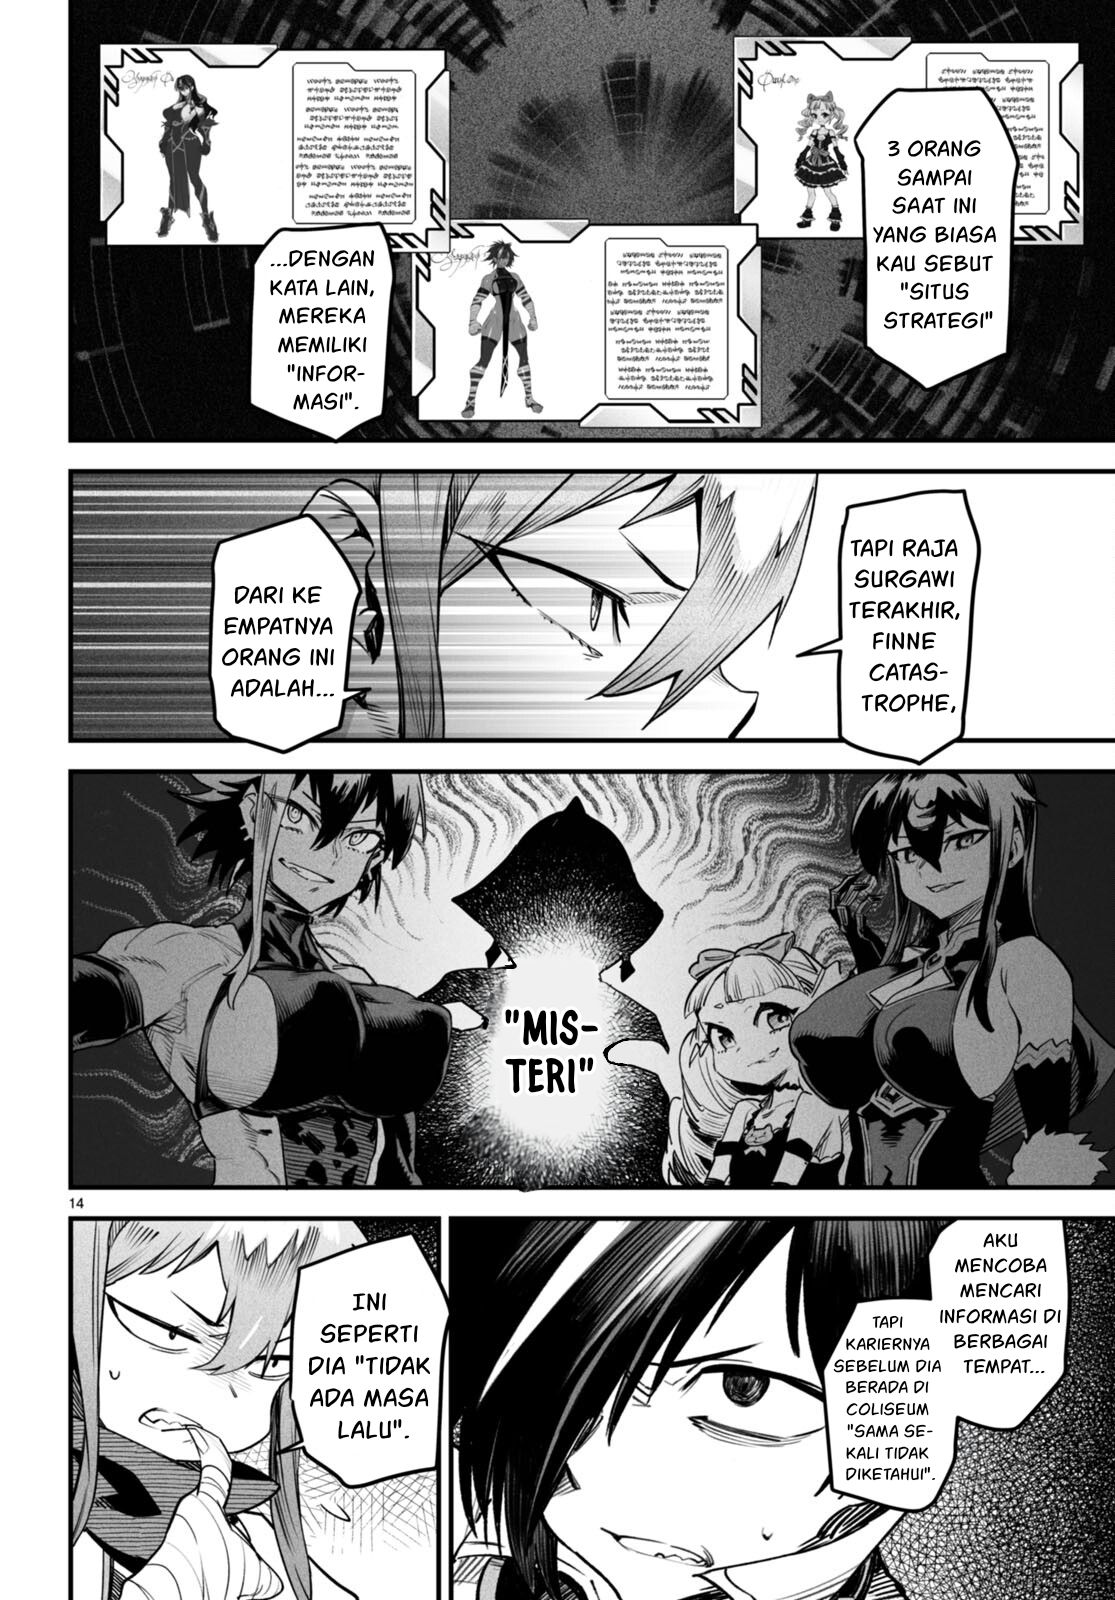 3 ORANG
SAMPAI
SAAT INI
YANG BIASA
KAU SEBUT
"SITUS
STRATEGI"
...DENGAN
KATA LAIN,
MEREKA
MEMILIKI
"INFOR-
MASI".
TAPI RAJA
SURGAWI
TERAKHIR,
FINNE
CATAS-
TROPHE,
DARI KE
EMPATNYA
ORANG INI
ADALAH...
"MIS-
TERI"
14
AKU
MENCOBA
MENCARI
INFORMASI DI
BERBAGAI
TEMPAT...
TAPI
KARIERNYA
SEBELUM DIA
BERADA DI
COLISEUM
"SAMA SE-
KALI TIDAK
DIKETAHUI".
INI
SEPERTI
DIA "TIDAK
ADA MASA
LALU".